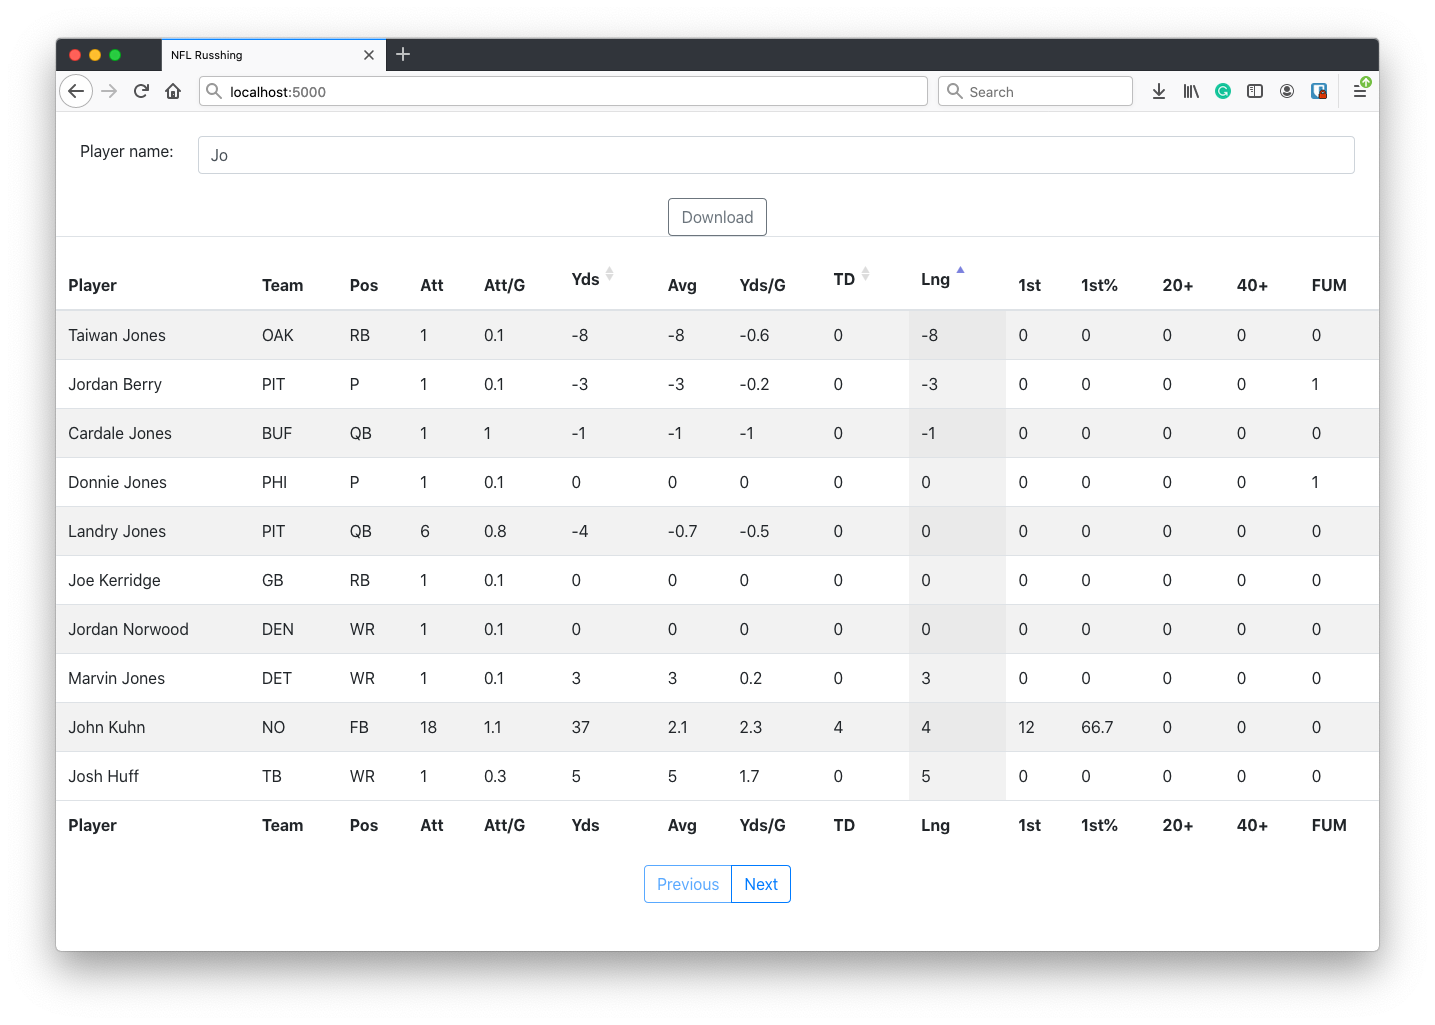 NFL Russhing
localhost:5000
Search
Player name:
Jo
Download
Player Team Pos Att Att/G Yds Avg Yds/G TD Lng 1st 1st% 20+ 40+ FUM
Taiwan Jones OAK RB 1 0.1 -8 -8 -0.6 0 -8 0 0 0 0 0
Jordan Berry PIT P 1 0.1 -3 -3 -0.2 0 -3 0 0 0 0 1
Cardale Jones BUF QB 1 1 -1 -1 -1 0 -1 0 0 0 0 0
Donnie Jones PHI P 1 0.1 0 0 0 0 0 0 0 0 0 1
Landry Jones PIT QB 6 0.8 -4 -0.7 -0.5 0 0 0 0 0 0 0
Joe Kerridge GB RB 1 0.1 0 0 0 0 0 0 0 0 0 0
Jordan Norwood DEN WR 1 0.1 0 0 0 0 0 0 0 0 0 0
Marvin Jones DET WR 1 0.1 3 3 0.2 0 3 0 0 0 0 0
John Kuhn NO FB 18 1.1 37 2.1 2.3 4 4 12 66.7 0 0 0
Josh Huff TB WR 1 0.3 5 5 1.7 0 5 0 0 0 0 0
Player Team Pos Att Att/G Yds Avg Yds/G TD Lng 1st 1st% 20+ 40+ FUM
Previous Next